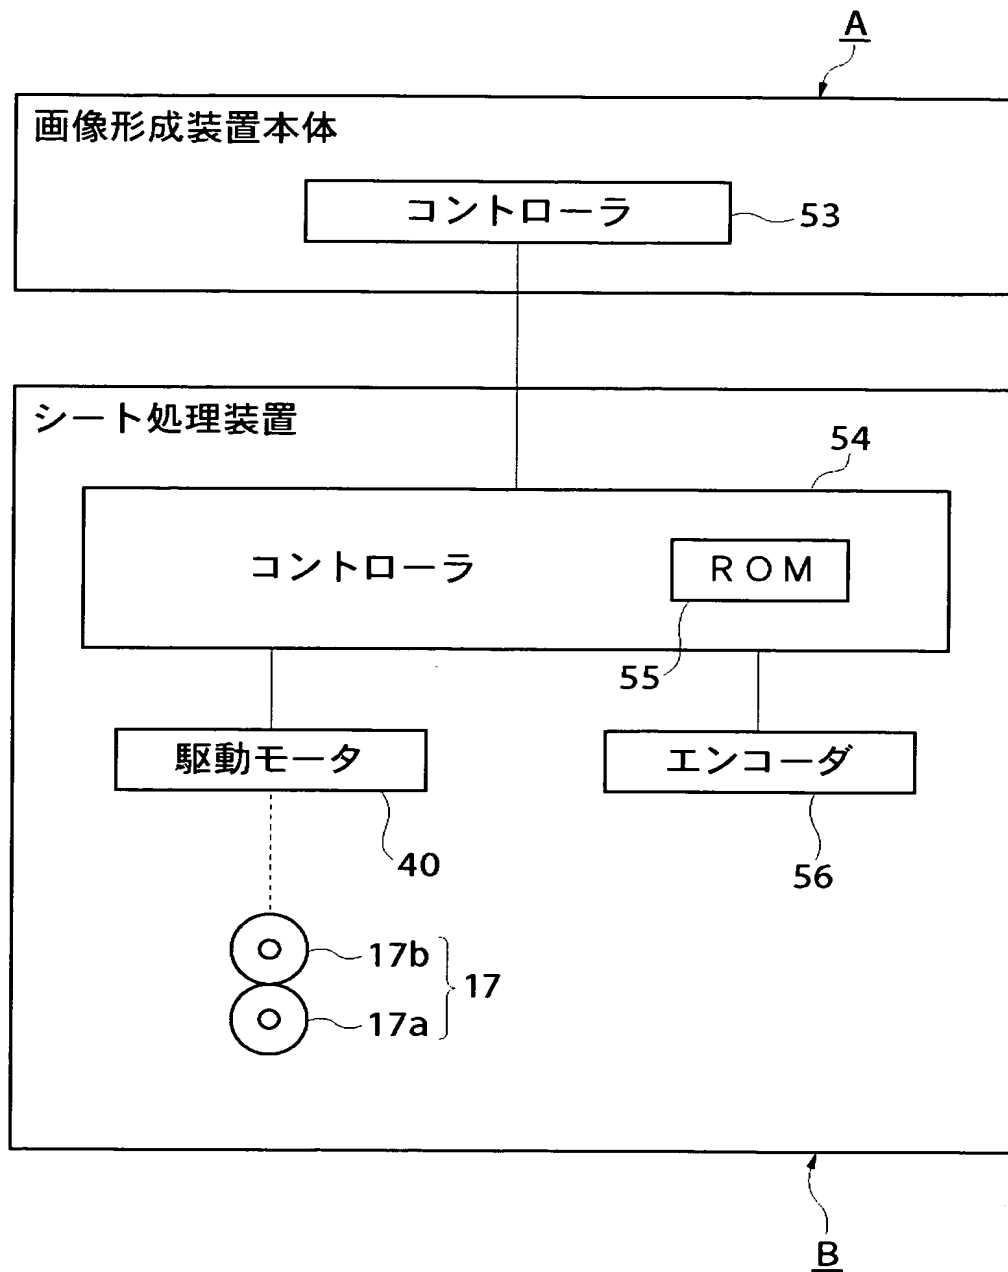 A
画像形成装置本体
コントローラ
53
シート処理装置
54
コントローラ
ROM
55
駆動モータ
エンコーダ
40
56
17b
17
17a
B